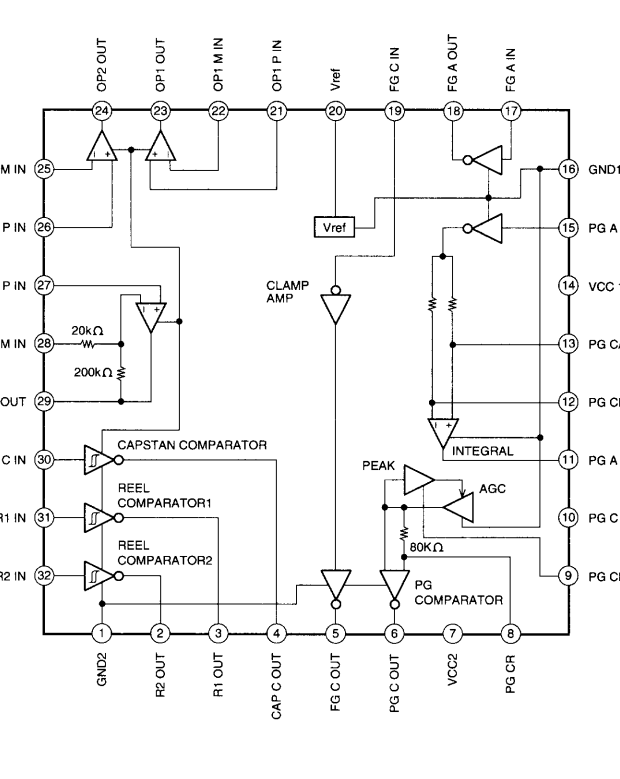 OP2 OUT
OP1 OUT
OP1 M IN
OP1 P IN
Vref
FG C IN
FG A OUT
FG A IN
24
23
22
21
20
19
18
17
M IN
25
16
GND1
P IN
26
Vref
15
PG A
P IN
27
CLAMP
AMP
14
VCC
M IN
28
20kΩ
13
PG
200kΩ
OUT
29
12
PG
CAPSTAN COMPARATOR
C IN
30
INTEGRAL
11
PG A
PEAK
AGC
REEL
COMPARATOR1
R1 IN
31
10
PG C
80KΩ
REEL
COMPARATOR2
R2 IN
32
9
PG
PG
COMPARATOR
1
2
3
4
5
6
7
8
GND2
R2 OUT
R1 OUT
CAP C OUT
FG C OUT
PG C OUT
VCC2
PG CR